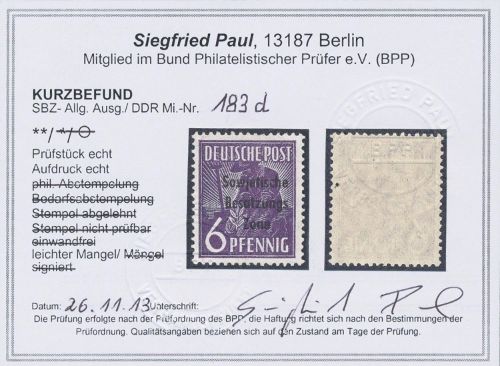 Siegfried Paul, 13187 Berlin
Mitglied im Bund Philatelistischer Prüfer e.V. (BPP)
KURZBEFUND
SBZ- Allg. Ausg./ DDR Mi.-Nr. 183 d
**/*/O
Prüfstück echt
Aufdruck echt
phil. Abstempelung
Bedarfsabstempelung
Stempel abgelehnt
Stempel nicht prüfbar
einwandfrei
leichter Mangel/ Mängel
signiert
DEUTSCHE POST
Sowjetische
Besatzungs
Zone
6 PFENNIG
SIEGFRIED PAUL
Datum: 26.11.13 Unterschrift:
Die Prüfung erfolgte nach der Prüfordnung des BPP, die Haftung richtet sich nach den Bestimmungen der
Prüfordnung. Qualitätsangaben beziehen sich auf den Zustand am Tage der Prüfung.